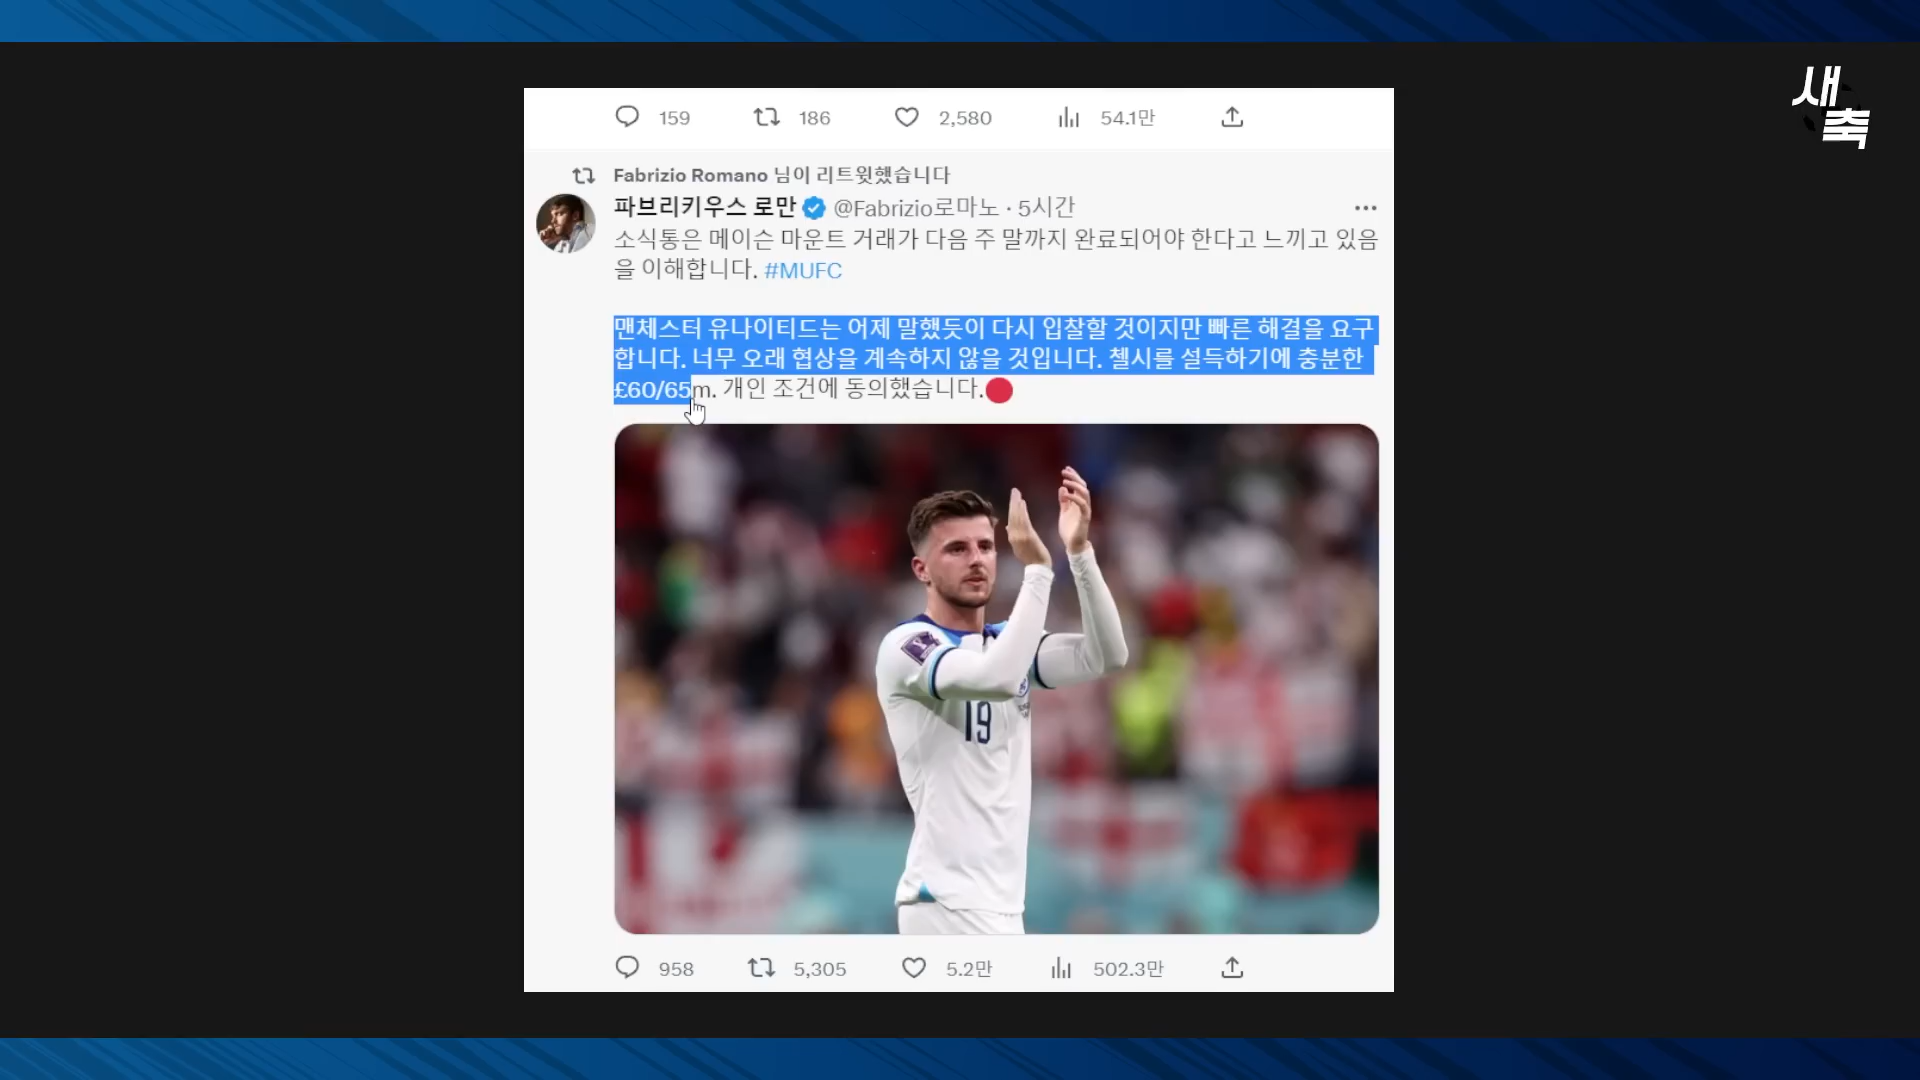 새축
159 186 2,580 54.1만
Fabrizio Romano 님이 리트윗했습니다
파브리키우스 로만 @Fabrizio로마노 · 5시간
소식통은 메이슨 마운트 거래가 다음 주 말까지 완료되어야 한다고 느끼고 있음
을 이해합니다. #MUFC
맨체스터 유나이티드는 어제 말했듯이 다시 입찰할 것이지만 빠른 해결을 요구
합니다. 너무 오래 협상을 계속하지 않을 것입니다. 첼시를 설득하기에 충분한
£60/65m. 개인 조건에 동의했습니다.
19
958 5,305 5.2만 502.3만